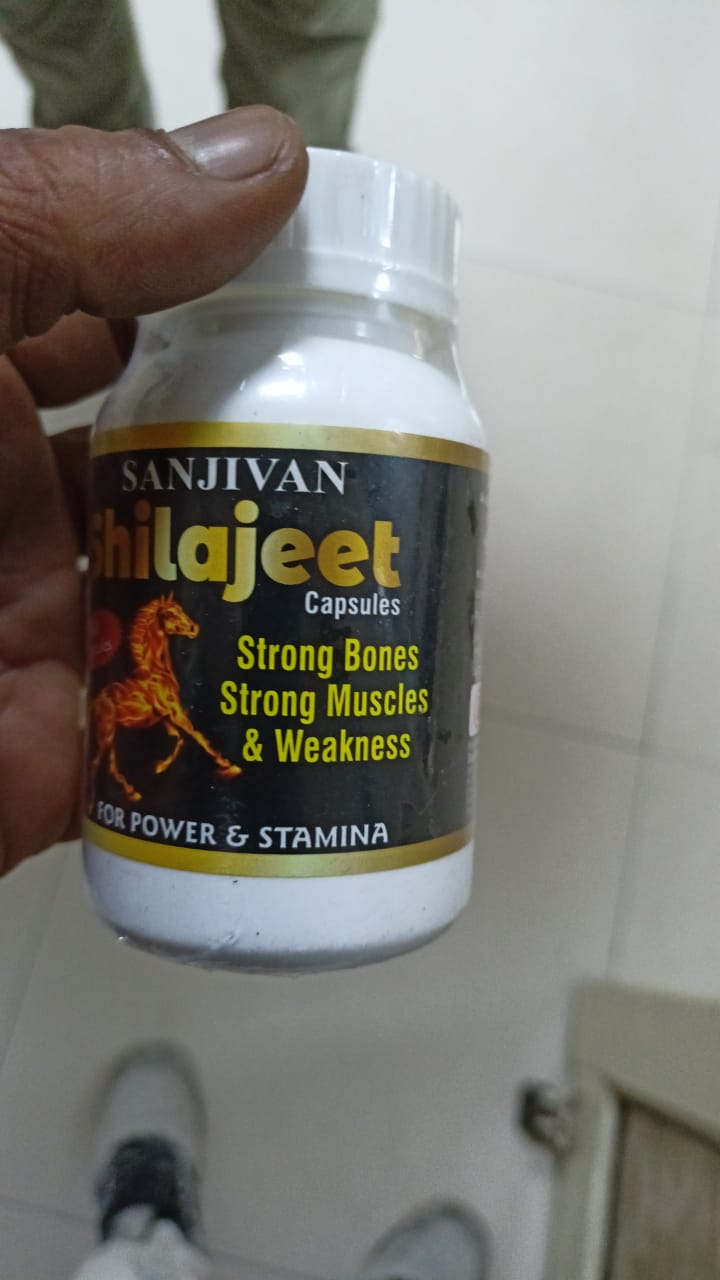 SANJIVAN
Shilajeet
Capsules
Strong Bones
Strong Muscles
& Weakness
FOR POWER & STAMINA